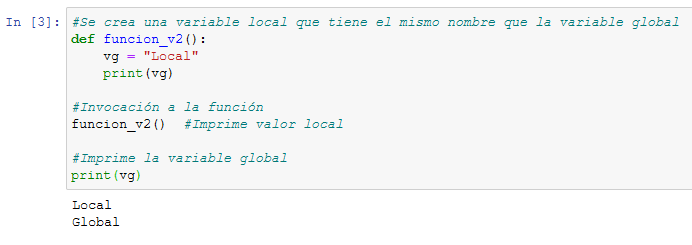 In [3]: #Se crea una variable local que tiene el mismo nombre que la variable global
def funcion_v2():
    vg = "Local"
    print(vg)
#Invocación a la función
funcion_v2()  #Imprime valor local
#Imprime la variable global
print(vg)
Local
Global